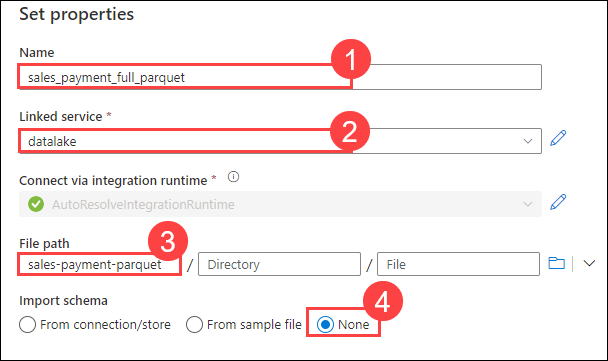 Set properties
Name
1
sales_payment_full_parquet
Linked service *
2
datalake
Connect via integration runtime *
AutoResolveIntegrationRuntime
File path
3
sales-payment-parquet / Directory / File
Import schema
4
From connection/store From sample file None